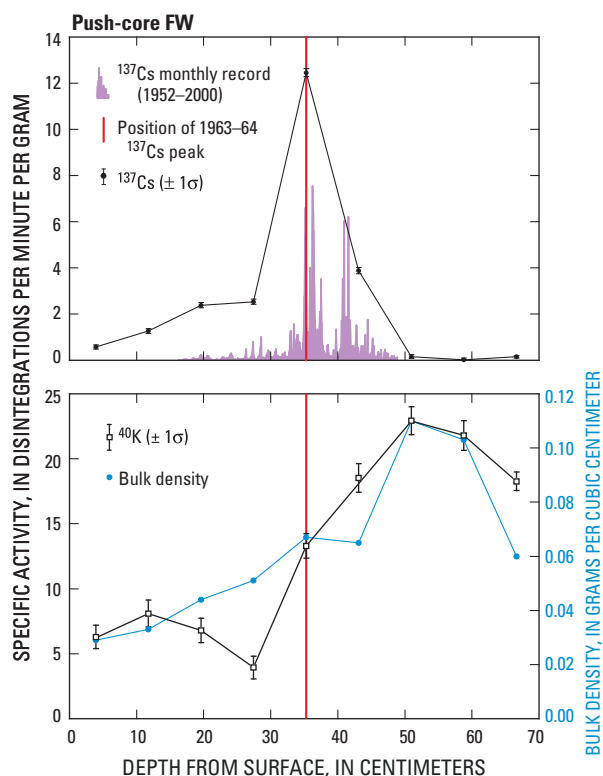 Push-core FW
14
12
10
8
6
4
2
0
¹³⁷Cs monthly record
(1952–2000)
Position of 1963–64
¹³⁷Cs peak
¹³⁷Cs (± 1σ)
SPECIFIC ACTIVITY, IN DISINTEGRATIONS PER MINUTE PER GRAM
25
20
15
10
5
0
⁴⁰K (± 1σ)
Bulk density
0.12
0.10
0.08
0.06
0.04
0.02
0.00
BULK DENSITY, IN GRAMS PER CUBIC CENTIMETER
0 10 20 30 40 50 60 70
DEPTH FROM SURFACE, IN CENTIMETERS